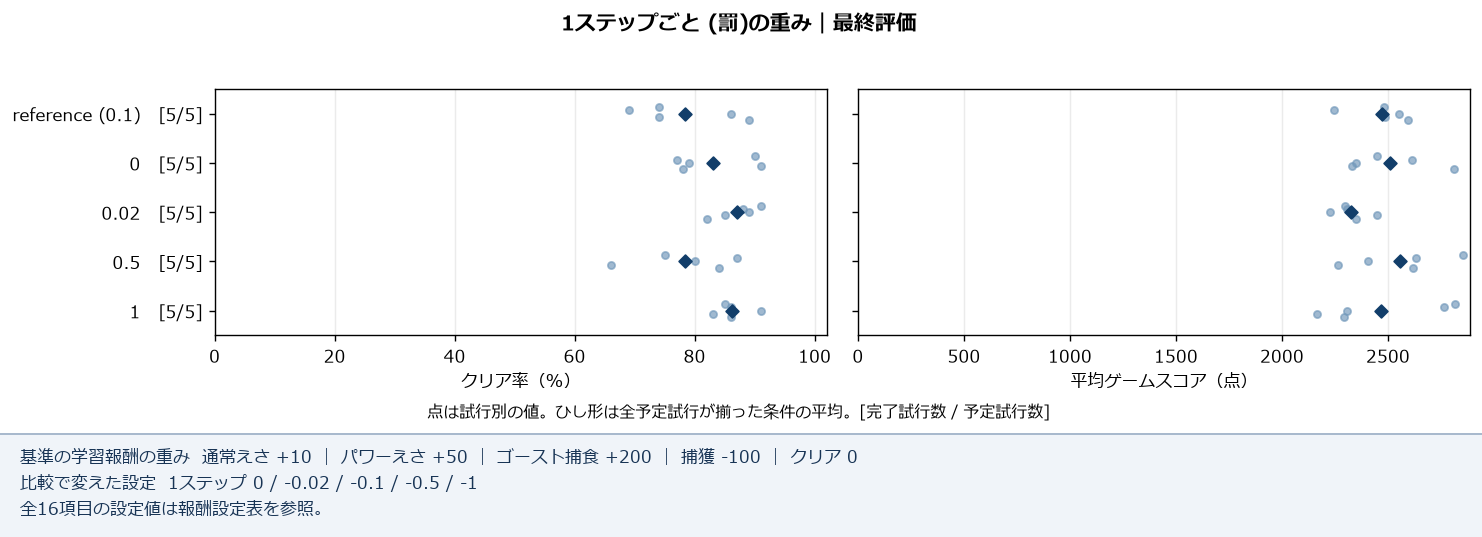 1ステップごと (罰)の重み｜最終評価
reference (0.1) [5/5]
0 [5/5]
0.02 [5/5]
0.5 [5/5]
1 [5/5]
0 20 40 60 80 100
クリア率（%）
0 500 1000 1500 2000 2500
平均ゲームスコア（点）
点は試行別の値。ひし形は全予定試行が揃った条件の平均。[完了試行数 / 予定試行数]
基準の学習報酬の重み 通常えさ +10 ｜ パワーえさ +50 ｜ ゴースト捕食 +200 ｜ 捕獲 -100 ｜ クリア 0
比較で変えた設定 1ステップ 0 / -0.02 / -0.1 / -0.5 / -1
全16項目の設定値は報酬設定表を参照。